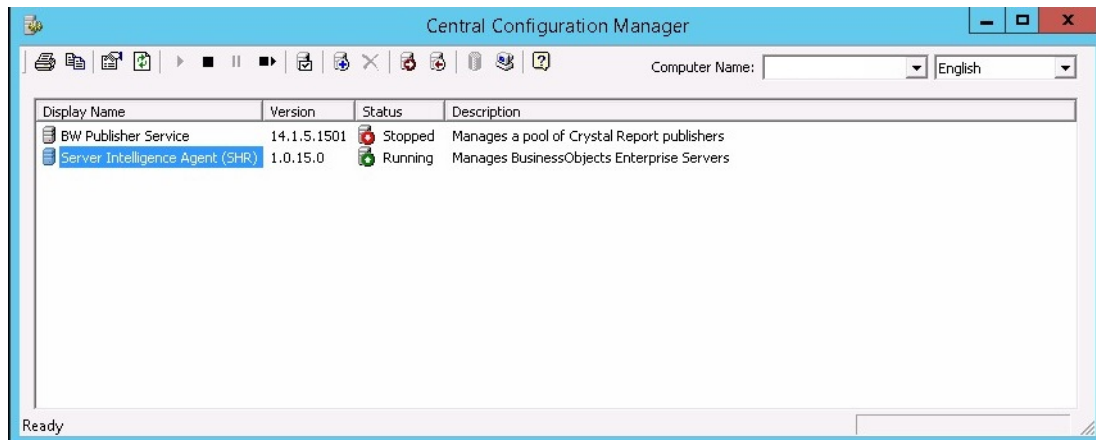 Central Configuration Manager
Computer Name: English
Display Name Version Status Description
BW Publisher Service 14.1.5.1501 Stopped Manages a pool of Crystal Report publishers
Server Intelligence Agent (SHR) 1.0.15.0 Running Manages BusinessObjects Enterprise Servers
Ready